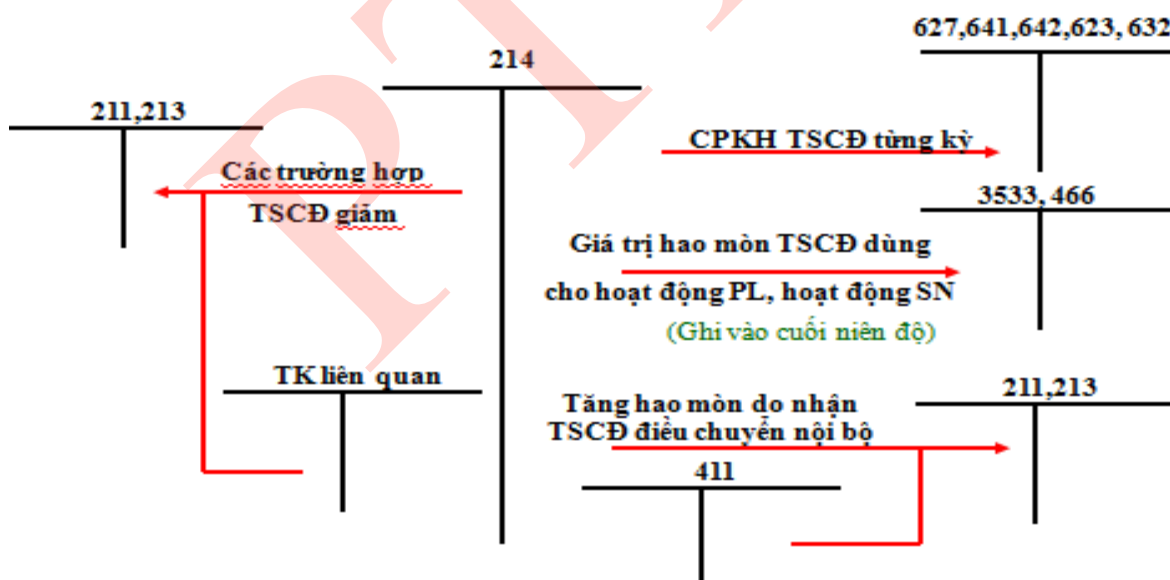 627,641,642,623, 632
214
211,213
CPKH TSCĐ từng kỳ
Các trường hợp
TSCĐ giảm
3533, 466
Giá trị hao mòn TSCĐ dùng
cho hoạt động PL, hoạt động SN
(Ghi vào cuối niên độ)
TK liên quan
211,213
Tăng hao mòn do nhận
TSCĐ điều chuyển nội bộ
411